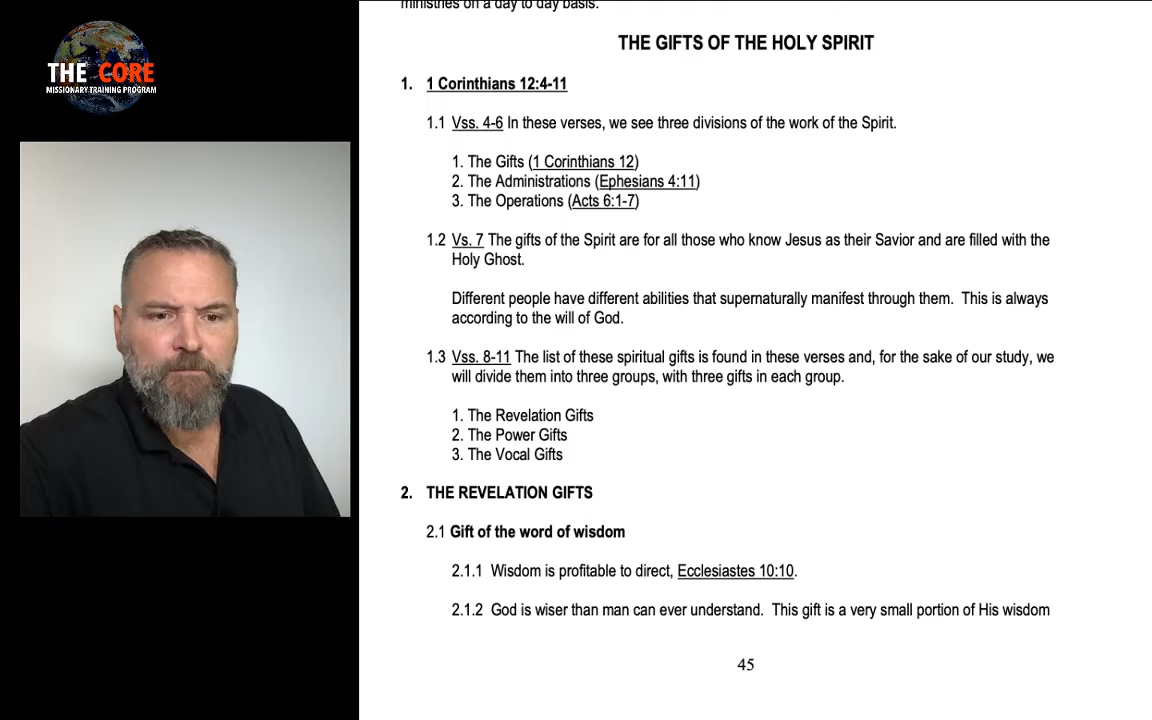 THE CORE
MISSIONARY TRAINING PROGRAM
ministries on a day to day basis.
THE GIFTS OF THE HOLY SPIRIT
1. 1 Corinthians 12:4-11
1.1 Vss. 4-6 In these verses, we see three divisions of the work of the Spirit.
1. The Gifts (1 Corinthians 12)
2. The Administrations (Ephesians 4:11)
3. The Operations (Acts 6:1-7)
1.2 Vs. 7 The gifts of the Spirit are for all those who know Jesus as their Savior and are filled with the
Holy Ghost.
Different people have different abilities that supernaturally manifest through them. This is always
according to the will of God.
1.3 Vss. 8-11 The list of these spiritual gifts is found in these verses and, for the sake of our study, we
will divide them into three groups, with three gifts in each group.
1. The Revelation Gifts
2. The Power Gifts
3. The Vocal Gifts
2. THE REVELATION GIFTS
2.1 Gift of the word of wisdom
2.1.1 Wisdom is profitable to direct, Ecclesiastes 10:10.
2.1.2 God is wiser than man can ever understand. This gift is a very small portion of His wisdom
45